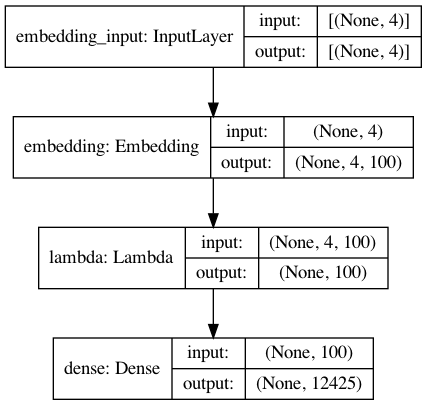 embedding_input: InputLayer
input:
[(None, 4)]
output:
[(None, 4)]
embedding: Embedding
input:
(None, 4)
output:
(None, 4, 100)
lambda: Lambda
input:
(None, 4, 100)
output:
(None, 100)
dense: Dense
input:
(None, 100)
output:
(None, 12425)